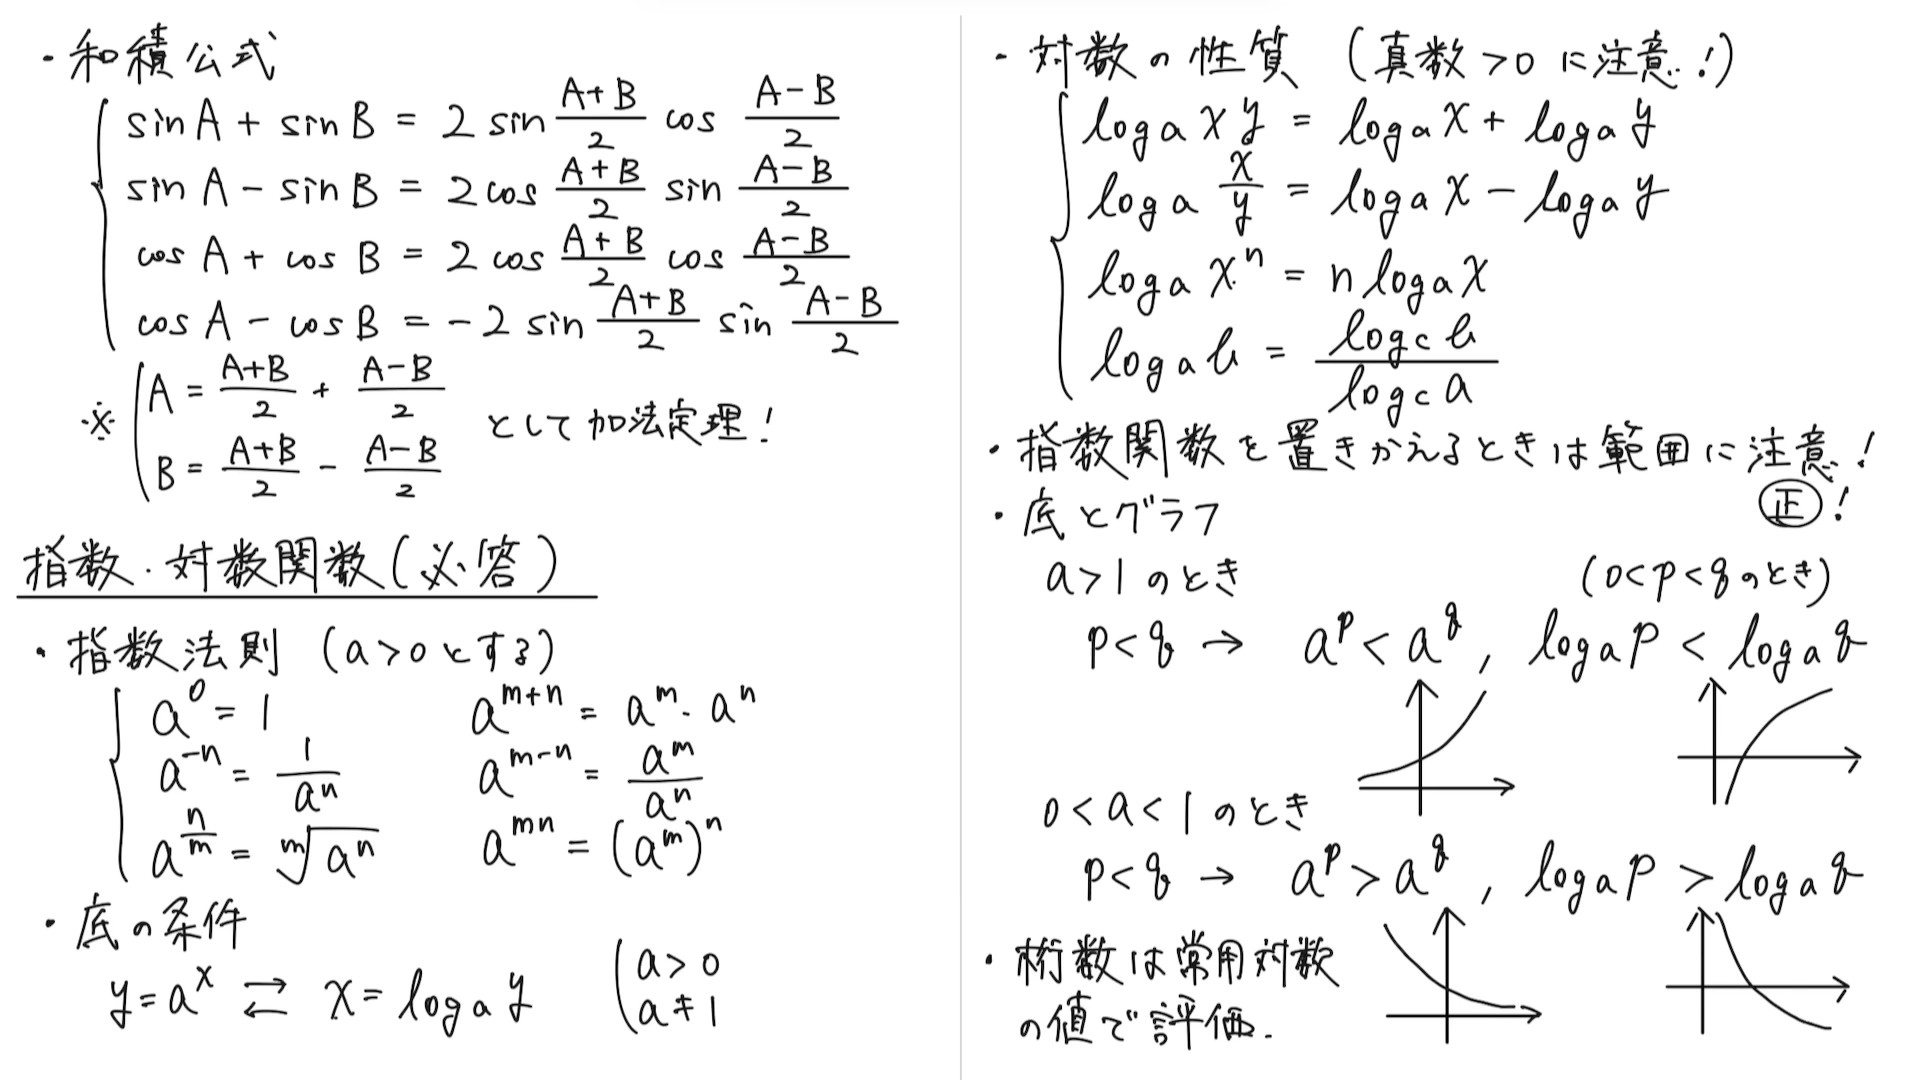 ・和積公式
sin A + sin B = 2 sin (A+B)/2 cos (A−B)/2
sin A − sin B = 2 cos (A+B)/2 sin (A−B)/2
cos A + cos B = 2 cos (A+B)/2 cos (A−B)/2
cos A − cos B = −2 sin (A+B)/2 sin (A−B)/2
※ A = (A+B)/2 + (A−B)/2
B = (A+B)/2 − (A−B)/2
として加法定理!
指数・対数関数(必答)
・指数法則 (a>0とする)
a^0 = 1 a^(m+n) = a^m・a^n
a^(−n) = 1/a^n a^(m−n) = a^m/a^n
a^(n/m) = ᵐ√(a^n) a^(mn) = (a^m)^n
・底の条件
y = a^x ⇄ x = log_a y (a>0
a≠1
・対数の性質 (真数>0に注意!)
log_a xy = log_a x + log_a y
log_a x/y = log_a x − log_a y
log_a x^n = n log_a x
log_a b = log_c b / log_c a
・指数関数を置きかえるときは範囲に注意!
正!
・底とグラフ
a>1のとき (0<p<qのとき)
p<q → a^p < a^q, log_a p < log_a q
0<a<1のとき
p<q → a^p > a^q, log_a p > log_a q
・桁数は常用対数
の値で評価.